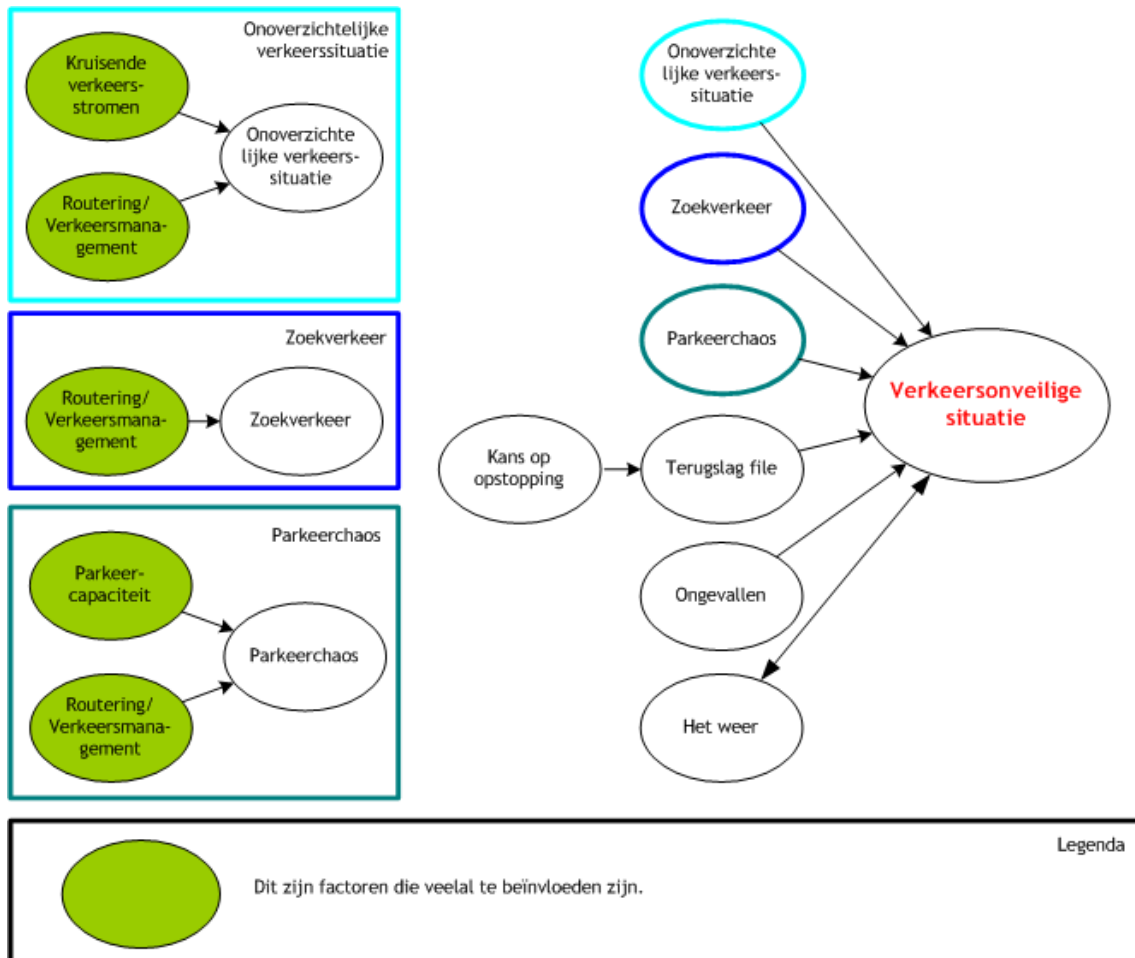 Onoverzichtelijke
verkeerssituatie
Kruisende
verkeers-
stromen
Onoverzichte
lijke verkeers-
situatie
Routering/
Verkeersmana-
gement
Zoekverkeer
Routering/
Verkeersmana-
gement
Zoekverkeer
Parkeerchaos
Parkeer-
capaciteit
Parkeerchaos
Routering/
Verkeersmana-
gement
Onoverzichte
lijke verkeers-
situatie
Zoekverkeer
Parkeerchaos
Verkeersonveilige
situatie
Kans op
opstopping
Terugslag file
Ongevallen
Het weer
Legenda
Dit zijn factoren die veelal te beïnvloeden zijn.